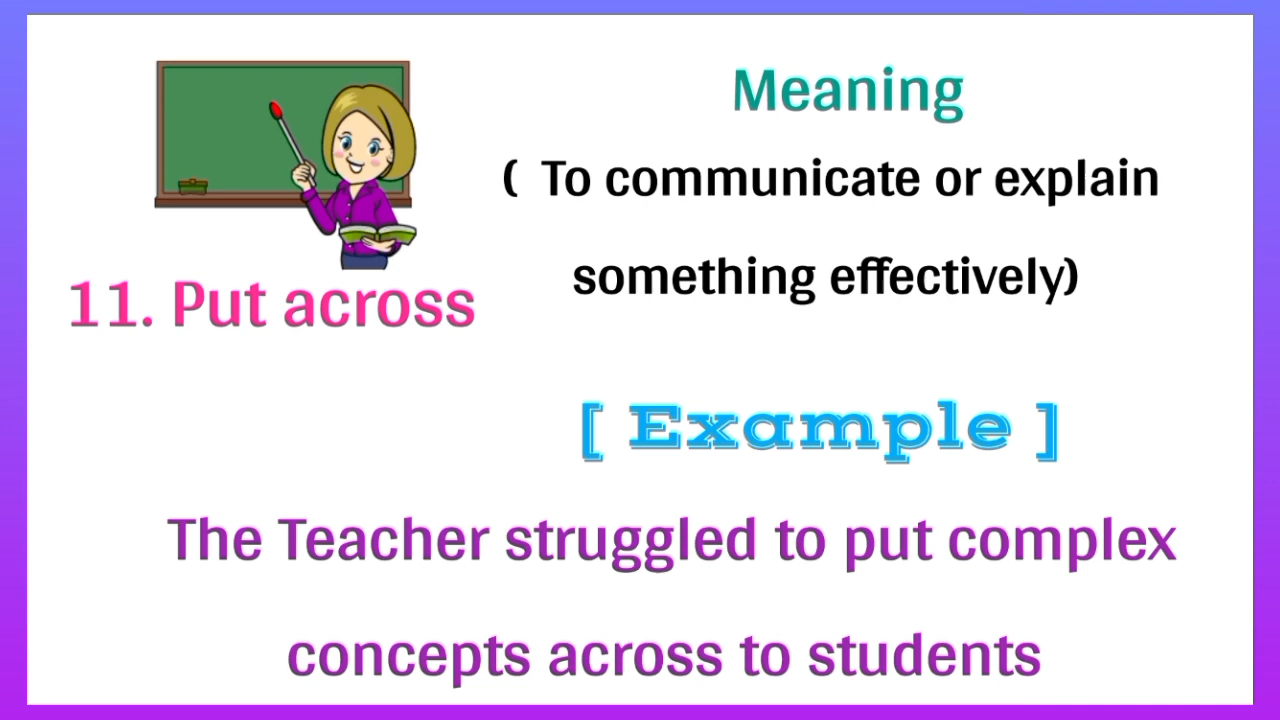 11. Put across
Meaning
( To communicate or explain
something effectively)
[ Example ]
The Teacher struggled to put complex
concepts across to students